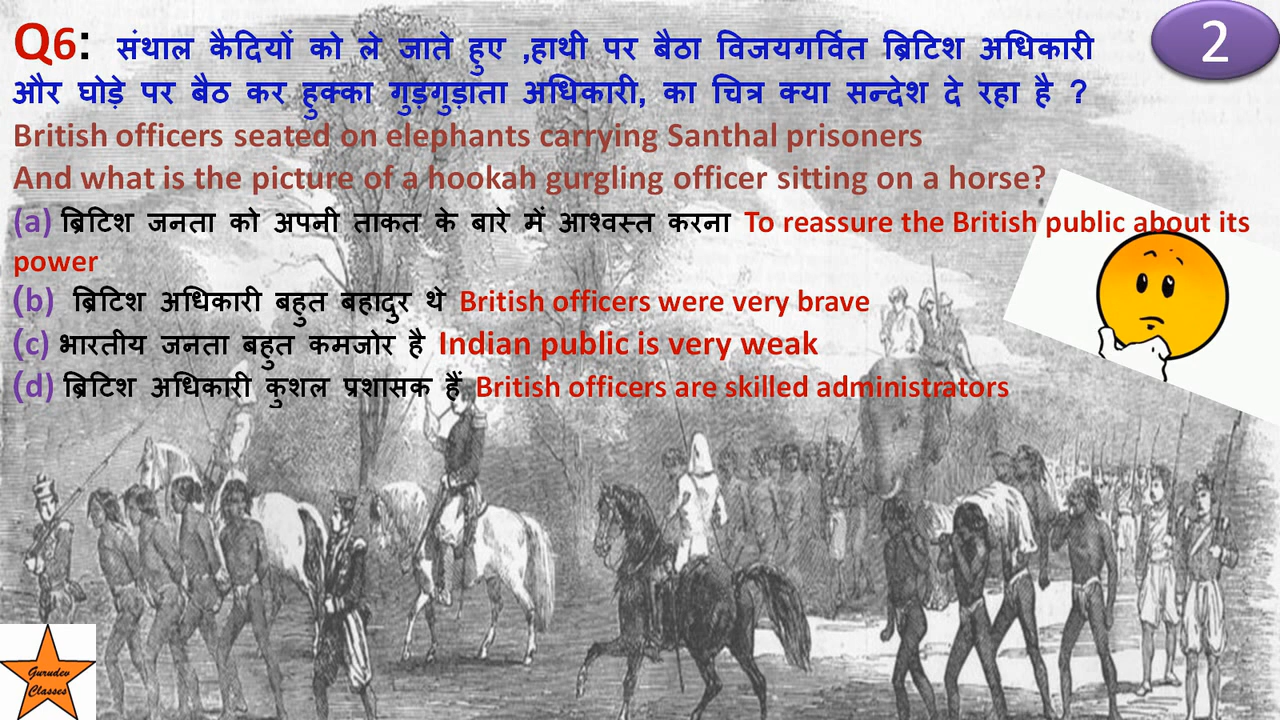 Q6: संथाल कैदियों को ले जाते हुए ,हाथी पर बैठा विजयगर्वित ब्रिटिश अधिकारी
2
और घोड़े पर बैठ कर हुक्का गुड़गुड़ाता अधिकारी, का चित्र क्या सन्देश दे रहा है ?
British officers seated on elephants carrying Santhal prisoners
And what is the picture of a hookah gurgling officer sitting on a horse?
(a) ब्रिटिश जनता को अपनी ताकत के बारे में आश्वस्त करना To reassure the British public about its
power
(b) ब्रिटिश अधिकारी बहुत बहादुर थे British officers were very brave
(c) भारतीय जनता बहुत कमजोर है Indian public is very weak
(d) ब्रिटिश अधिकारी कुशल प्रशासक हैं British officers are skilled administrators
Gurudev
Classes